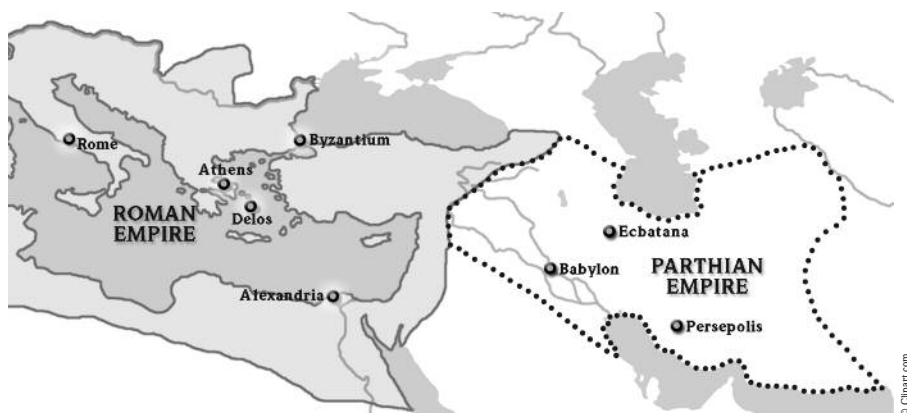 Rome
Byzantium
Athens
ROMAN
EMPIRE
Delos
Ecbatana
Babylon
PARTHIAN
EMPIRE
Alexandria
Persepolis
© Clipart.com